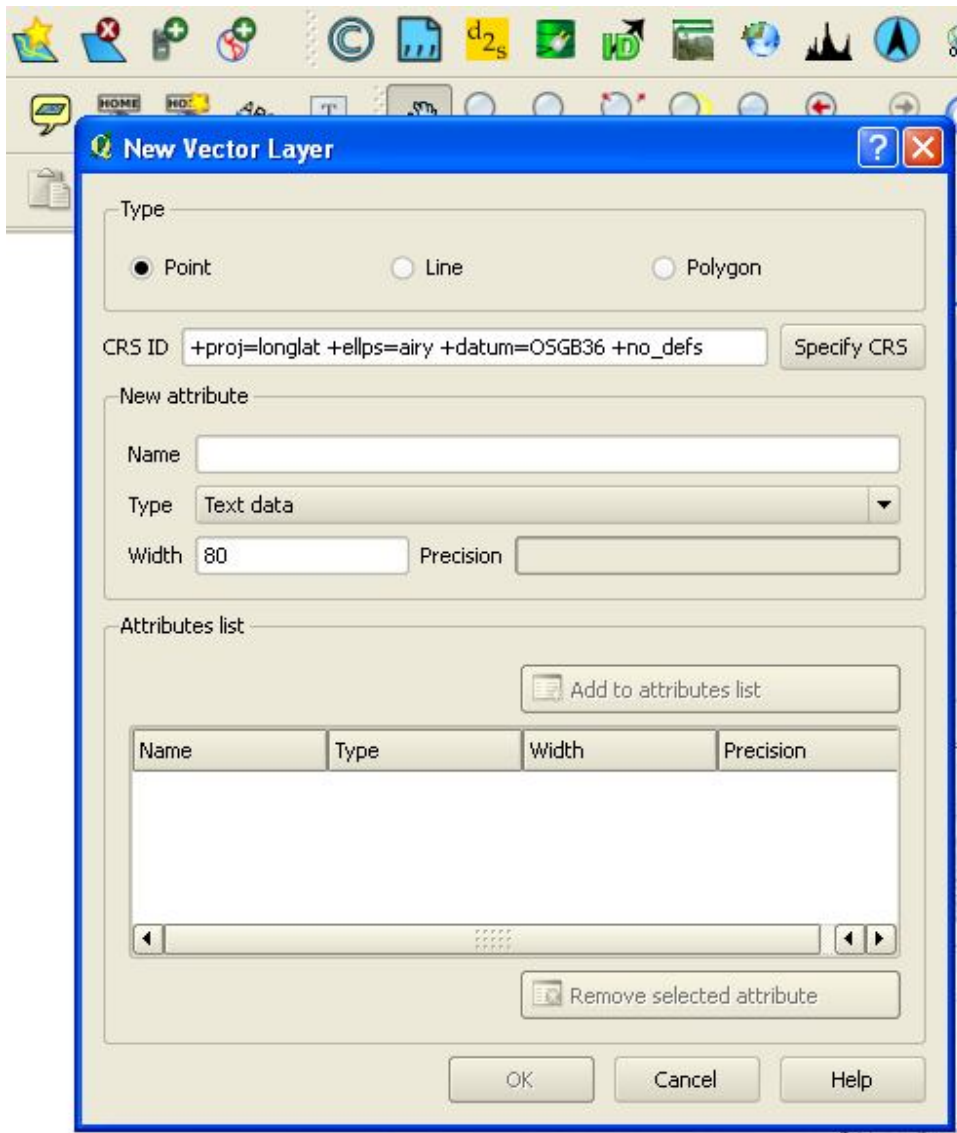 d2s
HOME
T
New Vector Layer
Type
Point Line Polygon
CRS ID +proj=longlat +ellps=airy +datum=OSGB36 +no_defs Specify CRS
New attribute
Name
Type Text data
Width 80 Precision
Attributes list
Add to attributes list
Name Type Width Precision
Remove selected attribute
OK Cancel Help